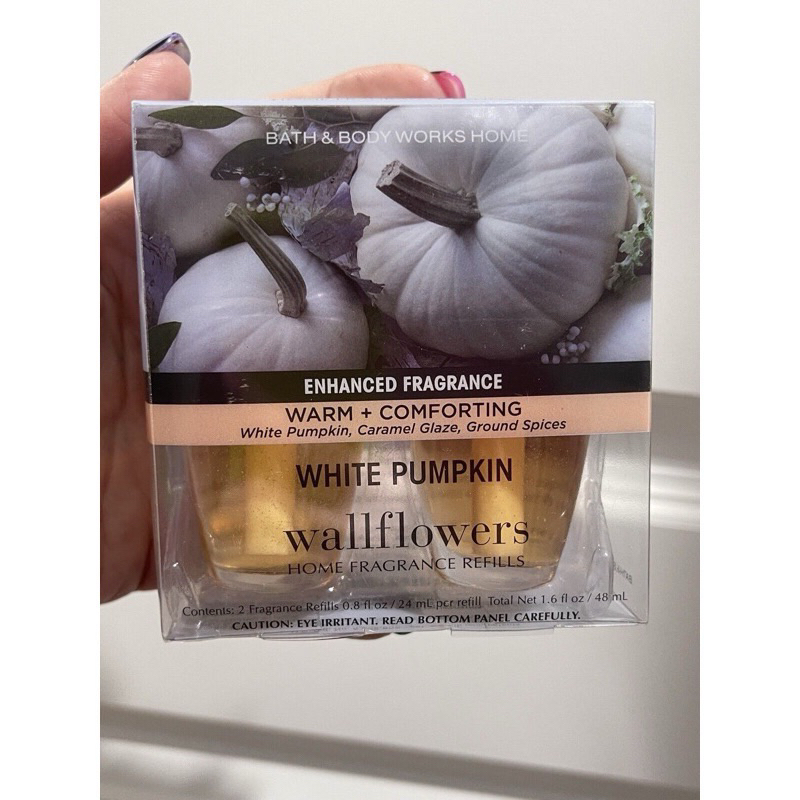 BATH & BODY WORKS HOME
ENHANCED FRAGRANCE
WARM + COMFORTING
White Pumpkin, Caramel Glaze, Ground Spices
WHITE PUMPKIN
wallflowers
HOME FRAGRANCE REFILLS
Contents: 2 Fragrance Refills 0.8 fl oz / 24 mL per refill Total Net 1.6 fl oz / 48 mL
CAUTION: EYE IRRITANT. READ BOTTOM PANEL CAREFULLY.